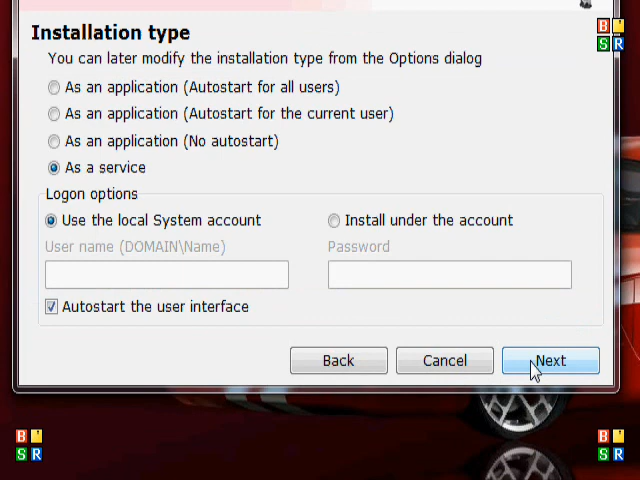 Installation type
You can later modify the installation type from the Options dialog
As an application (Autostart for all users)
As an application (Autostart for the current user)
As an application (No autostart)
As a service
Logon options
Use the local System account Install under the account
User name (DOMAIN\Name) Password
Autostart the user interface
Back Cancel Next
B '
S R
B '
S R
B '
S R